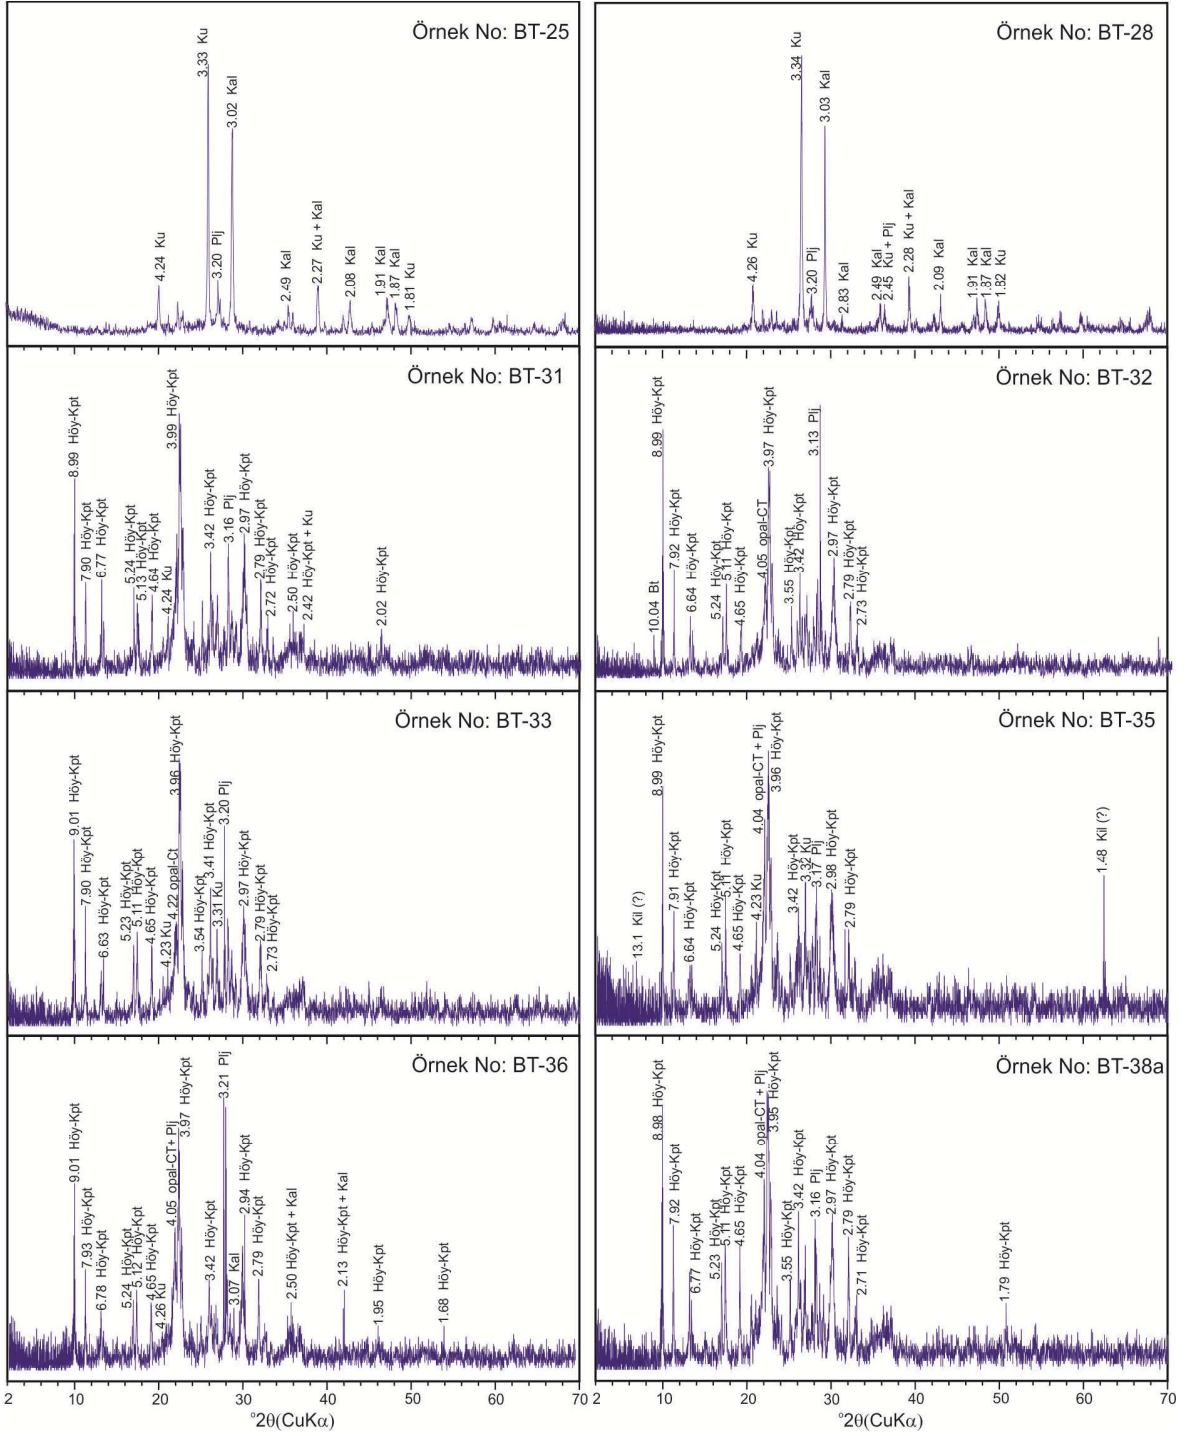 Örnek No: BT-25
4.24 Ku
3.33 Ku
3.20 Plj
3.02 Kal
2.49 Kal
2.27 Ku + Kal
2.08 Kal
1.91 Kal
1.87 Kal
1.81 Ku
Örnek No: BT-28
4.26 Ku
3.34 Ku
3.20 Plj
3.03 Kal
2.83 Kal
2.49 Kal
2.45 Ku + Plj
2.28 Ku + Kal
2.09 Kal
1.91 Kal
1.87 Kal
1.82 Ku
Örnek No: BT-31
8.99 Höy-Kpt
7.90 Höy-Kpt
6.77 Höy-Kpt
5.24 Höy-Kpt
5.13 Höy-Kpt
4.64 Höy-Kpt
4.24 Ku
3.99 Höy-Kpt
3.42 Höy-Kpt
3.16 Plj
2.97 Höy-Kpt
2.79 Höy-Kpt
2.72 Höy-Kpt
2.50 Höy-Kpt
2.42 Höy-Kpt + Ku
2.02 Höy-Kpt
Örnek No: BT-32
10.04 Bt
8.99 Höy-Kpt
7.92 Höy-Kpt
6.64 Höy-Kpt
5.24 Höy-Kpt
5.11 Höy-Kpt
4.65 Höy-Kpt
4.05 opal-CT
3.97 Höy-Kpt
3.55 Höy-Kpt
3.42 Höy-Kpt
3.13 Plj
2.97 Höy-Kpt
2.79 Höy-Kpt
2.73 Höy-Kpt
Örnek No: BT-33
9.01 Höy-Kpt
7.90 Höy-Kpt
6.63 Höy-Kpt
5.23 Höy-Kpt
5.11 Höy-Kpt
4.65 Höy-Kpt
4.23 Ku
4.22 opal-Ct
3.96 Höy-Kpt
3.54 Höy-Kpt
3.41 Höy-Kpt
3.31 Ku
3.20 Plj
2.97 Höy-Kpt
2.79 Höy-Kpt
2.73 Höy-Kpt
Örnek No: BT-35
13.1 Kil (?)
8.99 Höy-Kpt
7.91 Höy-Kpt
6.64 Höy-Kpt
5.24 Höy-Kpt
5.11 Höy-Kpt
4.65 Höy-Kpt
4.23 Ku
4.04 opal-CT + Plj
3.96 Höy-Kpt
3.42 Höy-Kpt
3.32 Ku
3.17 Plj
2.98 Höy-Kpt
2.79 Höy-Kpt
1.48 Kil (?)
Örnek No: BT-36
9.01 Höy-Kpt
7.93 Höy-Kpt
6.78 Höy-Kpt
5.24 Höy-Kpt
5.12 Höy-Kpt
4.65 Höy-Kpt
4.26 Ku
4.05 opal-CT+ Plj
3.97 Höy-Kpt
3.42 Höy-Kpt
3.21 Plj
3.07 Kal
2.94 Höy-Kpt
2.79 Höy-Kpt
2.50 Höy-Kpt + Kal
2.13 Höy-Kpt + Kal
1.95 Höy-Kpt
1.68 Höy-Kpt
Örnek No: BT-38a
8.98 Höy-Kpt
7.92 Höy-Kpt
6.77 Höy-Kpt
5.23 Höy-Kpt
5.11 Höy-Kpt
4.65 Höy-Kpt
4.04 opal-CT + Plj
3.95 Höy-Kpt
3.55 Höy-Kpt
3.42 Höy-Kpt
3.16 Plj
2.97 Höy-Kpt
2.79 Höy-Kpt
2.71 Höy-Kpt
1.79 Höy-Kpt
2 10 20 30 40 50 60 70
2 10 20 30 40 50 60 70
°2θ(CuKα)
°2θ(CuKα)